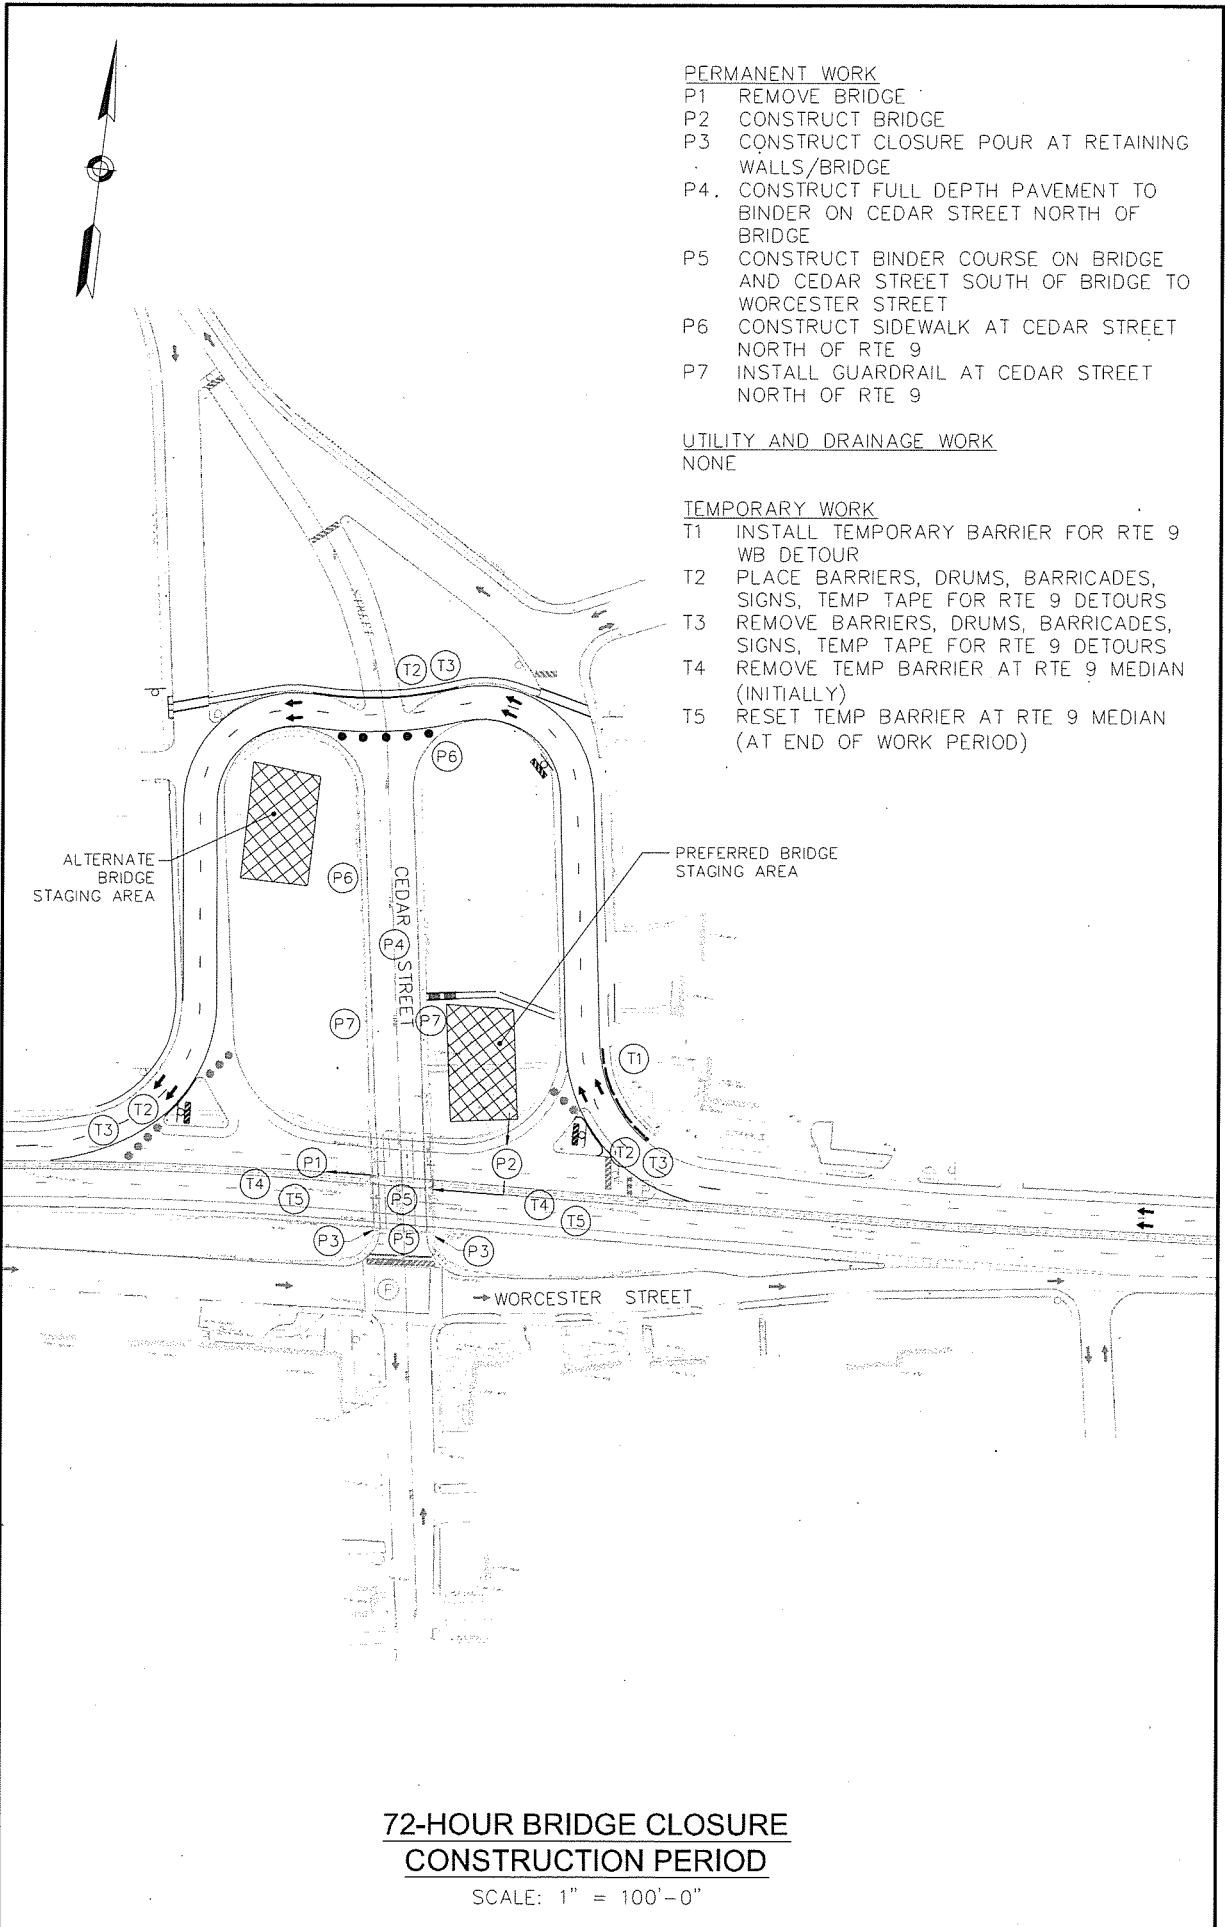 PERMANENT WORK
P1 REMOVE BRIDGE
P2 CONSTRUCT BRIDGE
P3 CONSTRUCT CLOSURE POUR AT RETAINING
WALLS/BRIDGE
P4. CONSTRUCT FULL DEPTH PAVEMENT TO
BINDER ON CEDAR STREET NORTH OF
BRIDGE
P5 CONSTRUCT BINDER COURSE ON BRIDGE
AND CEDAR STREET SOUTH OF BRIDGE TO
WORCESTER STREET
P6 CONSTRUCT SIDEWALK AT CEDAR STREET
NORTH OF RTE 9
P7 INSTALL GUARDRAIL AT CEDAR STREET
NORTH OF RTE 9
UTILITY AND DRAINAGE WORK
NONE
TEMPORARY WORK
T1 INSTALL TEMPORARY BARRIER FOR RTE 9
WB DETOUR
T2 PLACE BARRIERS, DRUMS, BARRICADES,
SIGNS, TEMP TAPE FOR RTE 9 DETOURS
T3 REMOVE BARRIERS, DRUMS, BARRICADES,
SIGNS, TEMP TAPE FOR RTE 9 DETOURS
T4 REMOVE TEMP BARRIER AT RTE 9 MEDIAN
(INITIALLY)
T5 RESET TEMP BARRIER AT RTE 9 MEDIAN
(AT END OF WORK PERIOD)
STREET
T2 T3
P6
ALTERNATE
BRIDGE
STAGING AREA
PREFERRED BRIDGE
STAGING AREA
P6
CEDAR STREET
P4
P7
P7
T1
T2
T3
T2
T3
P1
P2
T4
T5
P5
T4
T5
P3
P5
P3
WORCESTER STREET
72-HOUR BRIDGE CLOSURE
CONSTRUCTION PERIOD
SCALE: 1" = 100'-0"